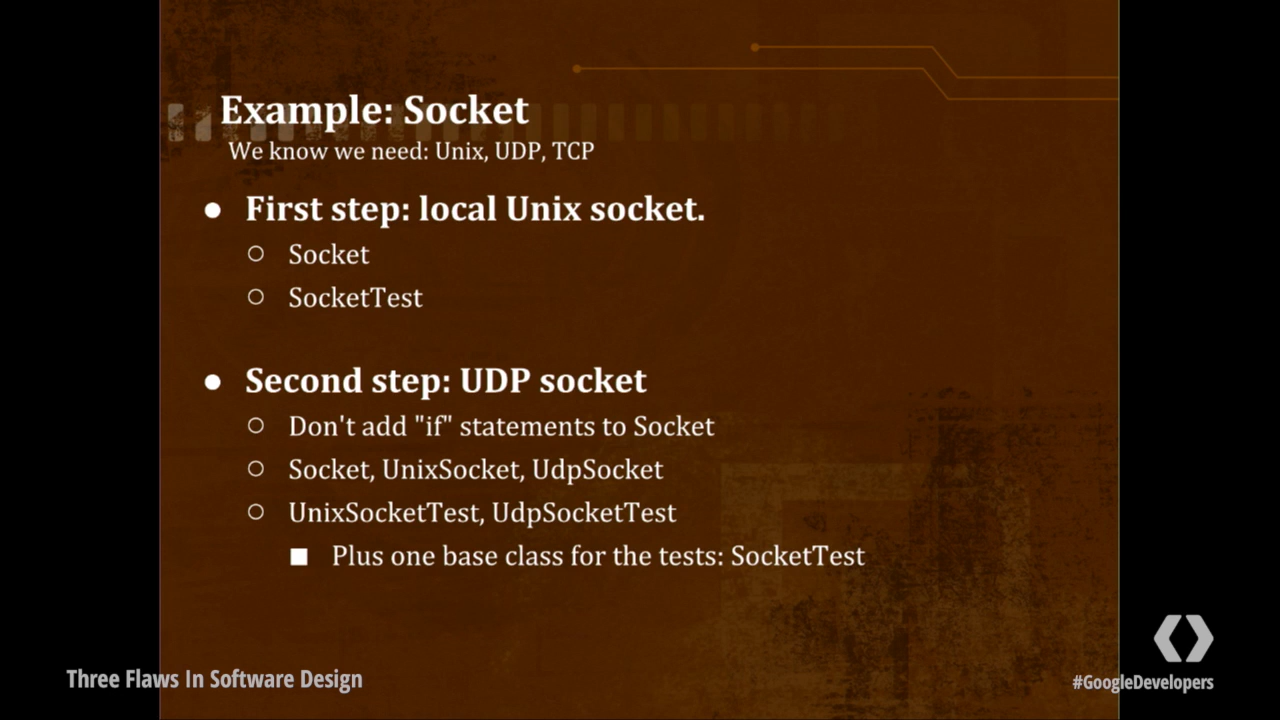 Example: Socket
We know we need: Unix, UDP, TCP
● First step: local Unix socket.
○ Socket
○ SocketTest
● Second step: UDP socket
○ Don't add "if" statements to Socket
○ Socket, UnixSocket, UdpSocket
○ UnixSocketTest, UdpSocketTest
■ Plus one base class for the tests: SocketTest
Three Flaws In Software Design
#GoogleDevelopers